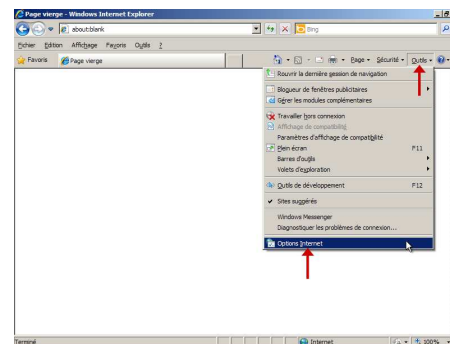 Page vierge - Windows Internet Explorer
about:blank
Bing
Fichier Edition Affichage Favoris Outils ?
Favoris Page vierge
Page Sécurité Outils
Rouvrir la dernière session de navigation
Bloqueur de fenêtres publicitaires
Gérer les modules complémentaires
Travailler hors connexion
Affichage de compatibilité
Paramètres d'affichage de compatibilité
Plein écran F11
Barres d'outils
Volets d'exploration
Outils de développement F12
Sites suggérés
Windows Messenger
Diagnostiquer les problèmes de connexion...
Options Internet
Terminé Internet 100%